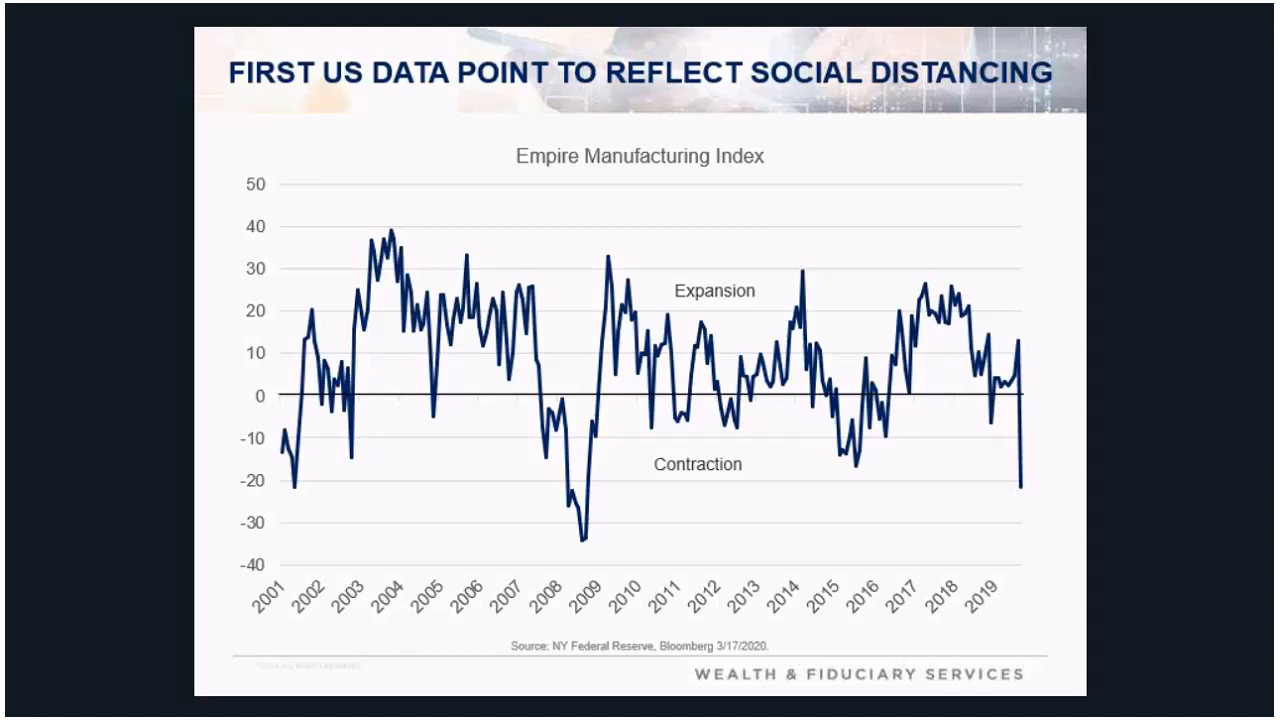 FIRST US DATA POINT TO REFLECT SOCIAL DISTANCING
Empire Manufacturing Index
50
40
30
20
10
0
-10
-20
-30
-40
Expansion
Contraction
2001 2002 2003 2004 2005 2006 2007 2008 2009 2010 2011 2012 2013 2014 2015 2016 2017 2018 2019
Source: NY Federal Reserve, Bloomberg 3/17/2020.
WEALTH & FIDUCIARY SERVICES